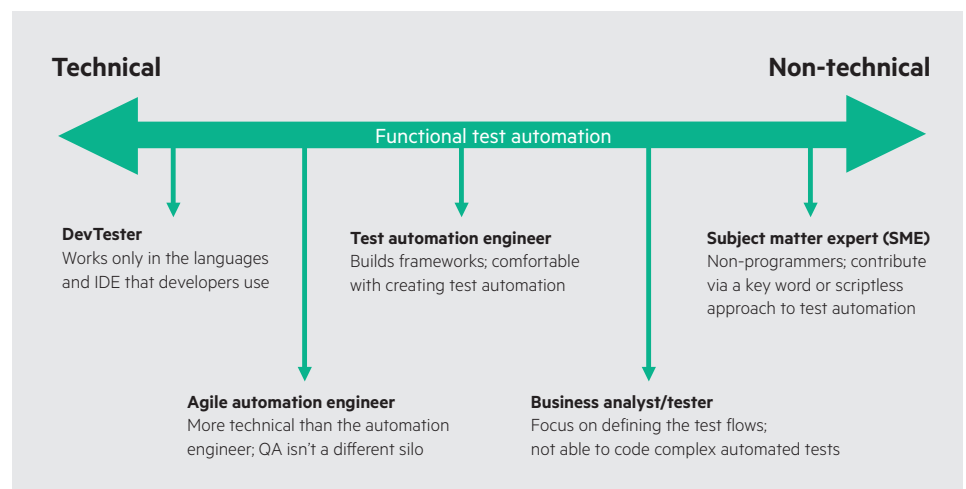 Technical
Non-technical
Functional test automation
DevTester
Works only in the languages
and IDE that developers use
Test automation engineer
Builds frameworks; comfortable
with creating test automation
Subject matter expert (SME)
Non-programmers; contribute
via a key word or scriptless
approach to test automation
Agile automation engineer
More technical than the automation
engineer; QA isn't a different silo
Business analyst/tester
Focus on defining the test flows;
not able to code complex automated tests